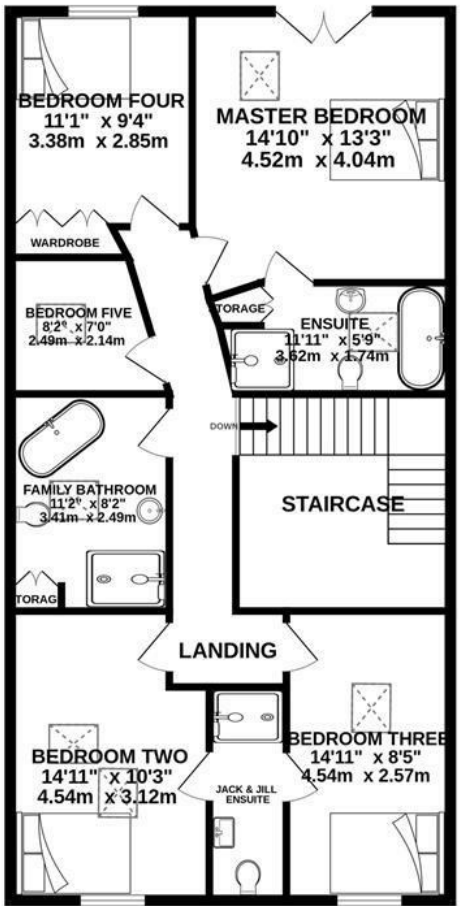 BEDROOM FOUR
11'1" x 9'4"
3.38m x 2.85m
MASTER BEDROOM
14'10" x 13'3"
4.52m x 4.04m
WARDROBE
BEDROOM FIVE
8'2" x 7'0"
2.49m x 2.14m
STORAGE
ENSUITE
11'11" x 5'9"
3.62m x 1.74m
DOWN
FAMILY BATHROOM
11'2" x 8'2"
3.41m x 2.49m
STAIRCASE
TORAG
LANDING
BEDROOM TWO
14'11" x 10'3"
4.54m x 3.12m
BEDROOM THREE
14'11" x 8'5"
4.54m x 2.57m
JACK & JILL
ENSUITE